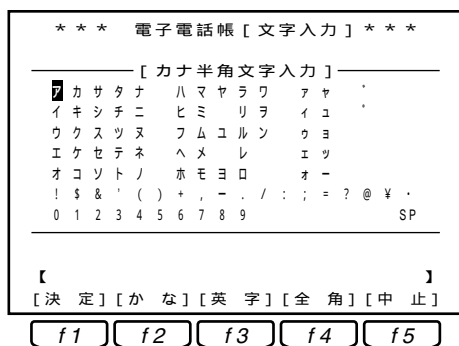 ＊＊＊ 電子電話帳［文字入力］＊＊＊
［カナ半角文字入力］
ア カ サ タ ナ ハ マ ヤ ラ ワ ァ ャ ゛
イ キ シ チ ニ ヒ ミ リ ヲ ィ ュ ゜
ウ ク ス ツ ヌ フ ム ユ ル ン ゥ ョ
エ ケ セ テ ネ ヘ メ レ ェ ッ
オ コ ソ ト ノ ホ モ ヨ ロ ォ ー
! $ & ' ( ) + , - . / : ; = ? @ ¥ ・
0 1 2 3 4 5 6 7 8 9 SP
【 】
[決 定] [か な] [英 字] [全 角] [中 止]
f1 f2 f3 f4 f5